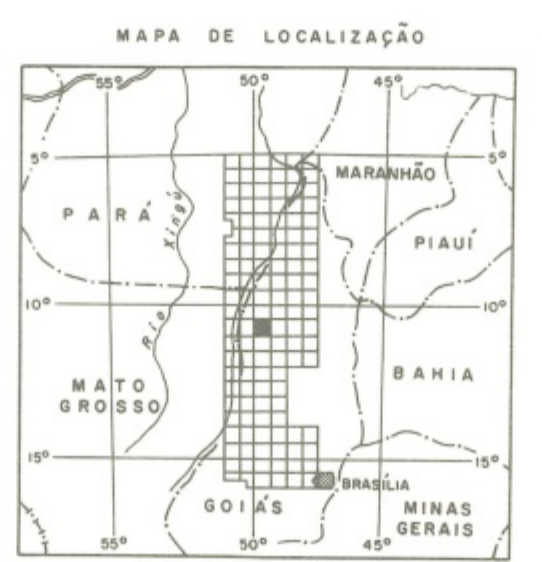 MAPA DE LOCALIZAÇÃO
55° 50° 45°
5° 5°
MARANHÃO
PARÁ
Rio Xingú
PIAUÍ
10° 10°
BAHIA
MATO
GROSSO
15° 15°
BRASÍLIA
GOIÁS
MINAS
GERAIS
55° 50° 45°